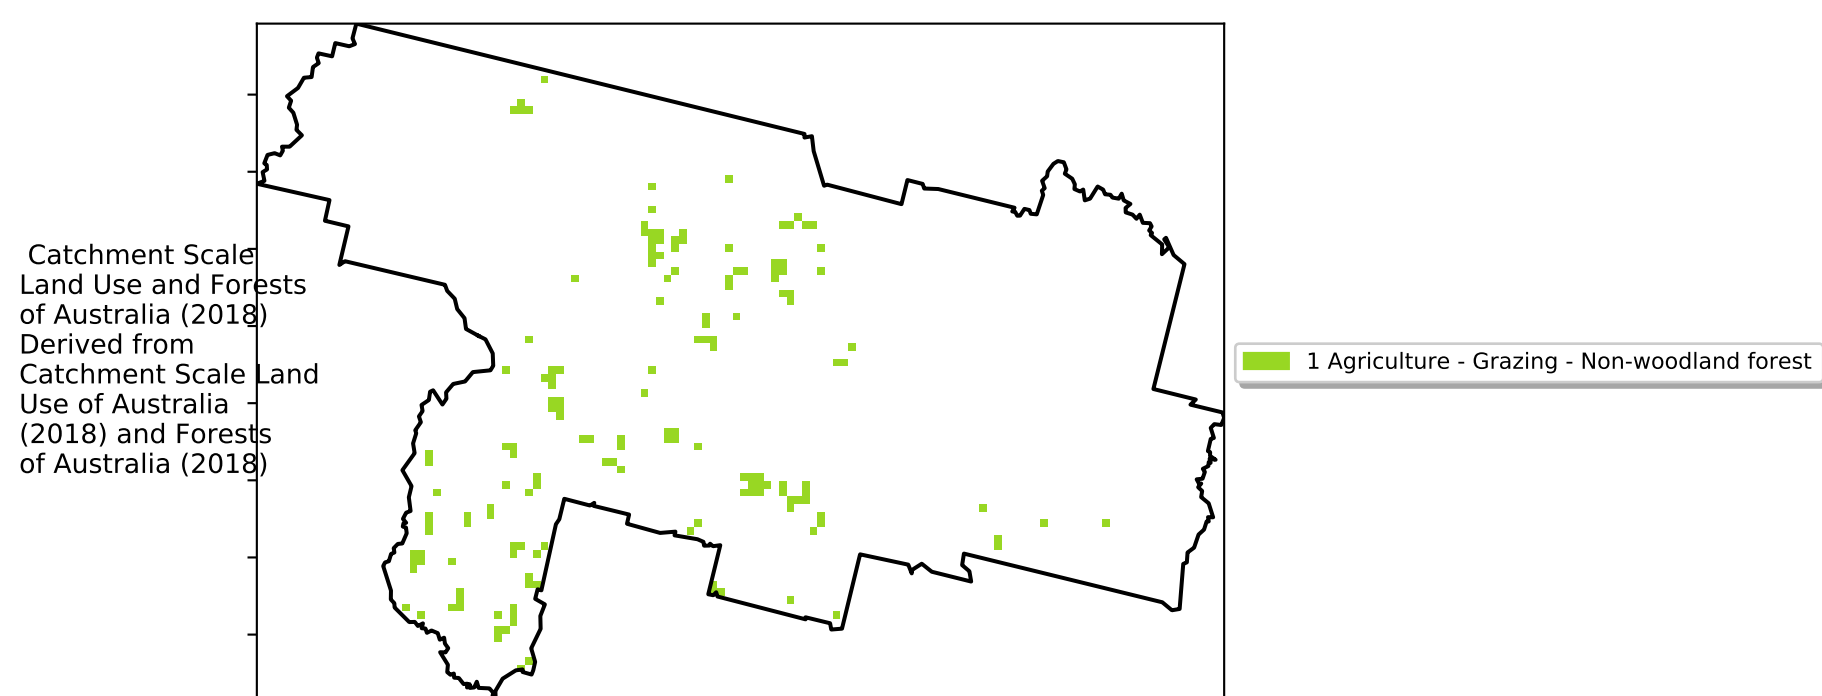 Catchment Scale
Land Use and Forests
of Australia (2018)
Derived from
Catchment Scale Land
Use of Australia
(2018) and Forests
of Australia (2018)
1 Agriculture - Grazing - Non-woodland forest